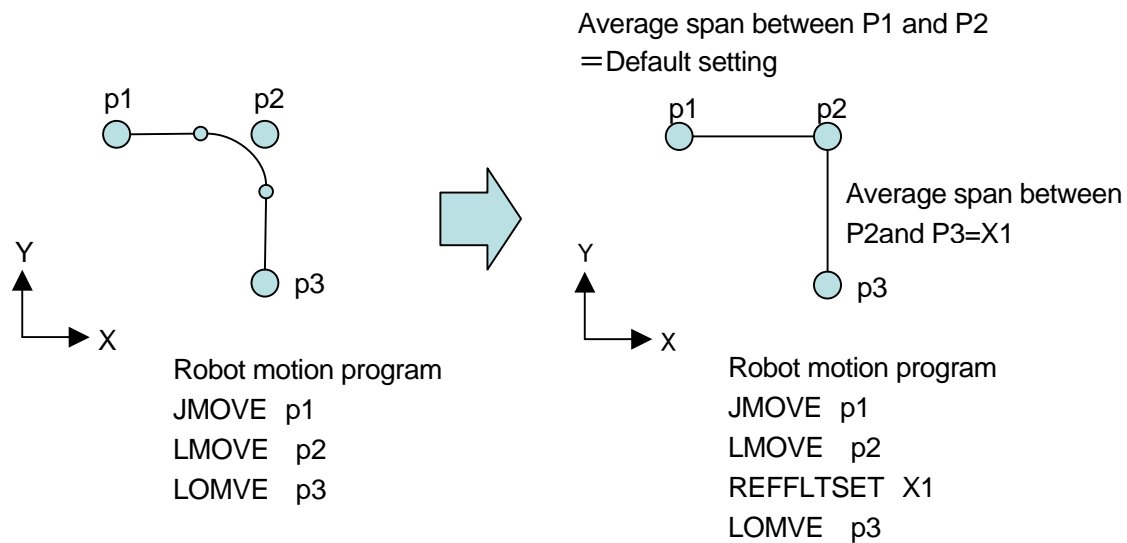 p1
p2
p3
Y
X
Robot motion program
JMOVE p1
LMOVE p2
LOMVE p3
Average span between P1 and P2
＝Default setting
p1
p2
Average span between
P2and P3=X1
p3
Y
X
Robot motion program
JMOVE p1
LMOVE p2
REFFLTSET X1
LOMVE p3